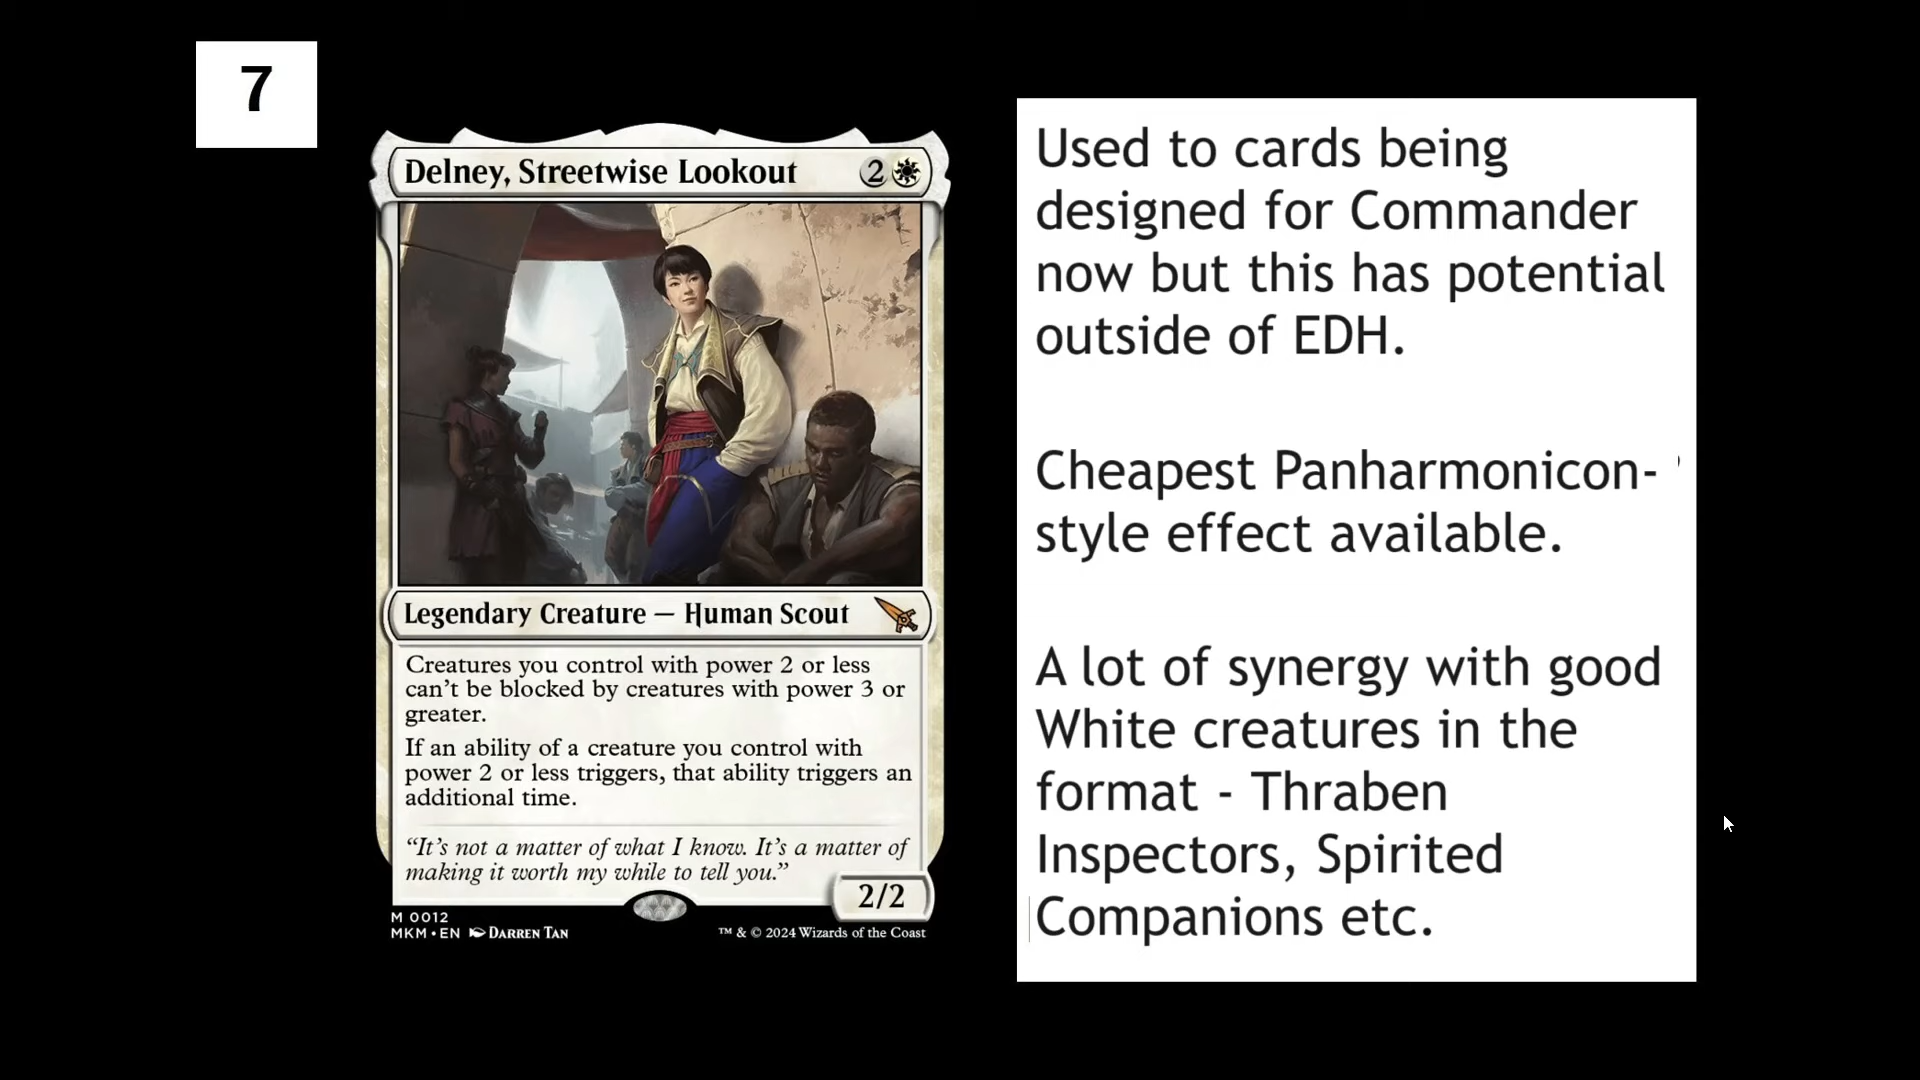 7
Delney, Streetwise Lookout 2
Legendary Creature — Human Scout
Creatures you control with power 2 or less
can't be blocked by creatures with power 3 or
greater.
If an ability of a creature you control with
power 2 or less triggers, that ability triggers an
additional time.
“It's not a matter of what I know. It's a matter of
making it worth my while to tell you.”
2/2
M 0012
MKM • EN DARREN TAN
™ & © 2024 Wizards of the Coast
Used to cards being
designed for Commander
now but this has potential
outside of EDH.
Cheapest Panharmonicon-
style effect available.
A lot of synergy with good
White creatures in the
format - Thraben
Inspectors, Spirited
Companions etc.